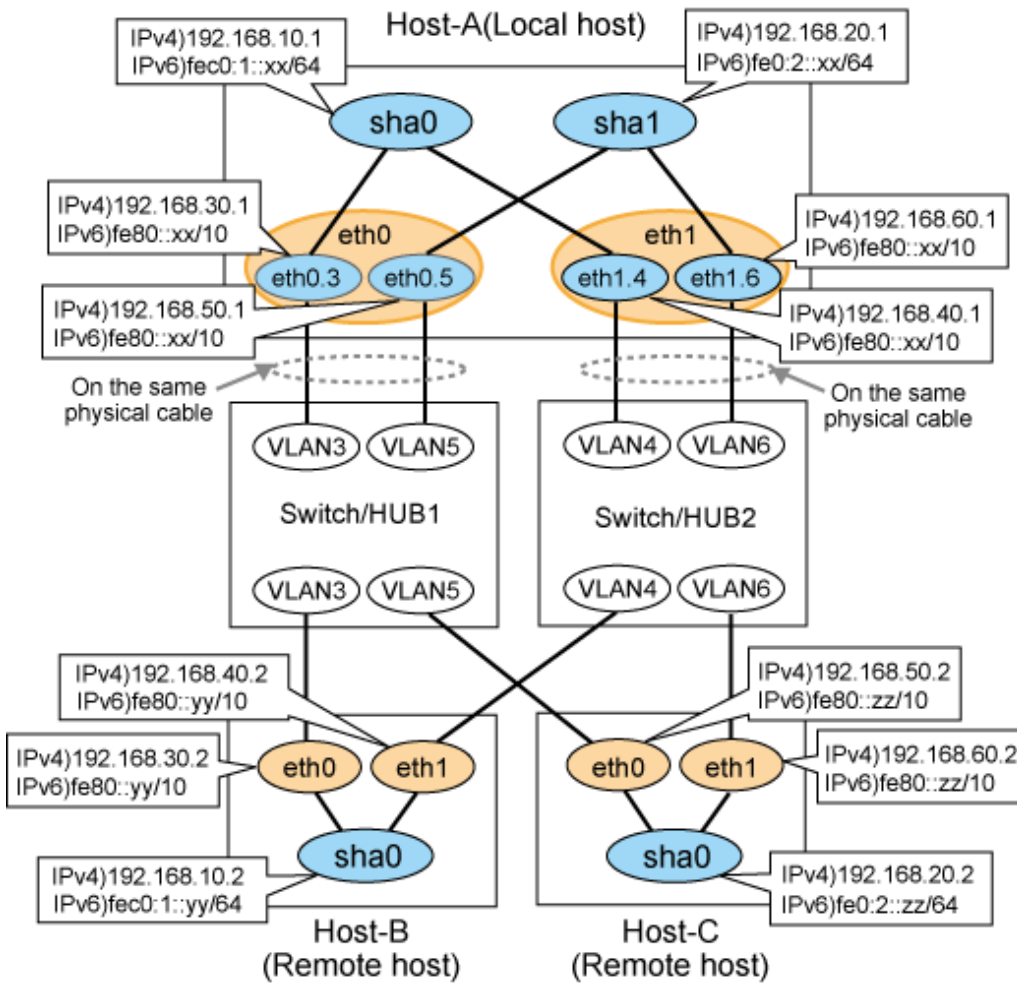 Host-A(Local host)
IPv4)192.168.10.1
IPv6)fec0:1::xx/64
IPv4)192.168.20.1
IPv6)fe0:2::xx/64
sha0
sha1
IPv4)192.168.30.1
IPv6)fe80::xx/10
eth0
eth1
IPv4)192.168.60.1
IPv6)fe80::xx/10
eth0.3
eth0.5
eth1.4
eth1.6
IPv4)192.168.50.1
IPv6)fe80::xx/10
IPv4)192.168.40.1
IPv6)fe80::xx/10
On the same
physical cable
On the same
physical cable
VLAN3
VLAN5
VLAN4
VLAN6
Switch/HUB1
Switch/HUB2
VLAN3
VLAN5
VLAN4
VLAN6
IPv4)192.168.40.2
IPv6)fe80::yy/10
IPv4)192.168.50.2
IPv6)fe80::zz/10
IPv4)192.168.30.2
IPv6)fe80::yy/10
eth0
eth1
eth0
eth1
IPv4)192.168.60.2
IPv6)fe80::zz/10
sha0
sha0
IPv4)192.168.10.2
IPv6)fec0:1::yy/64
IPv4)192.168.20.2
IPv6)fe0:2::zz/64
Host-B
(Remote host)
Host-C
(Remote host)